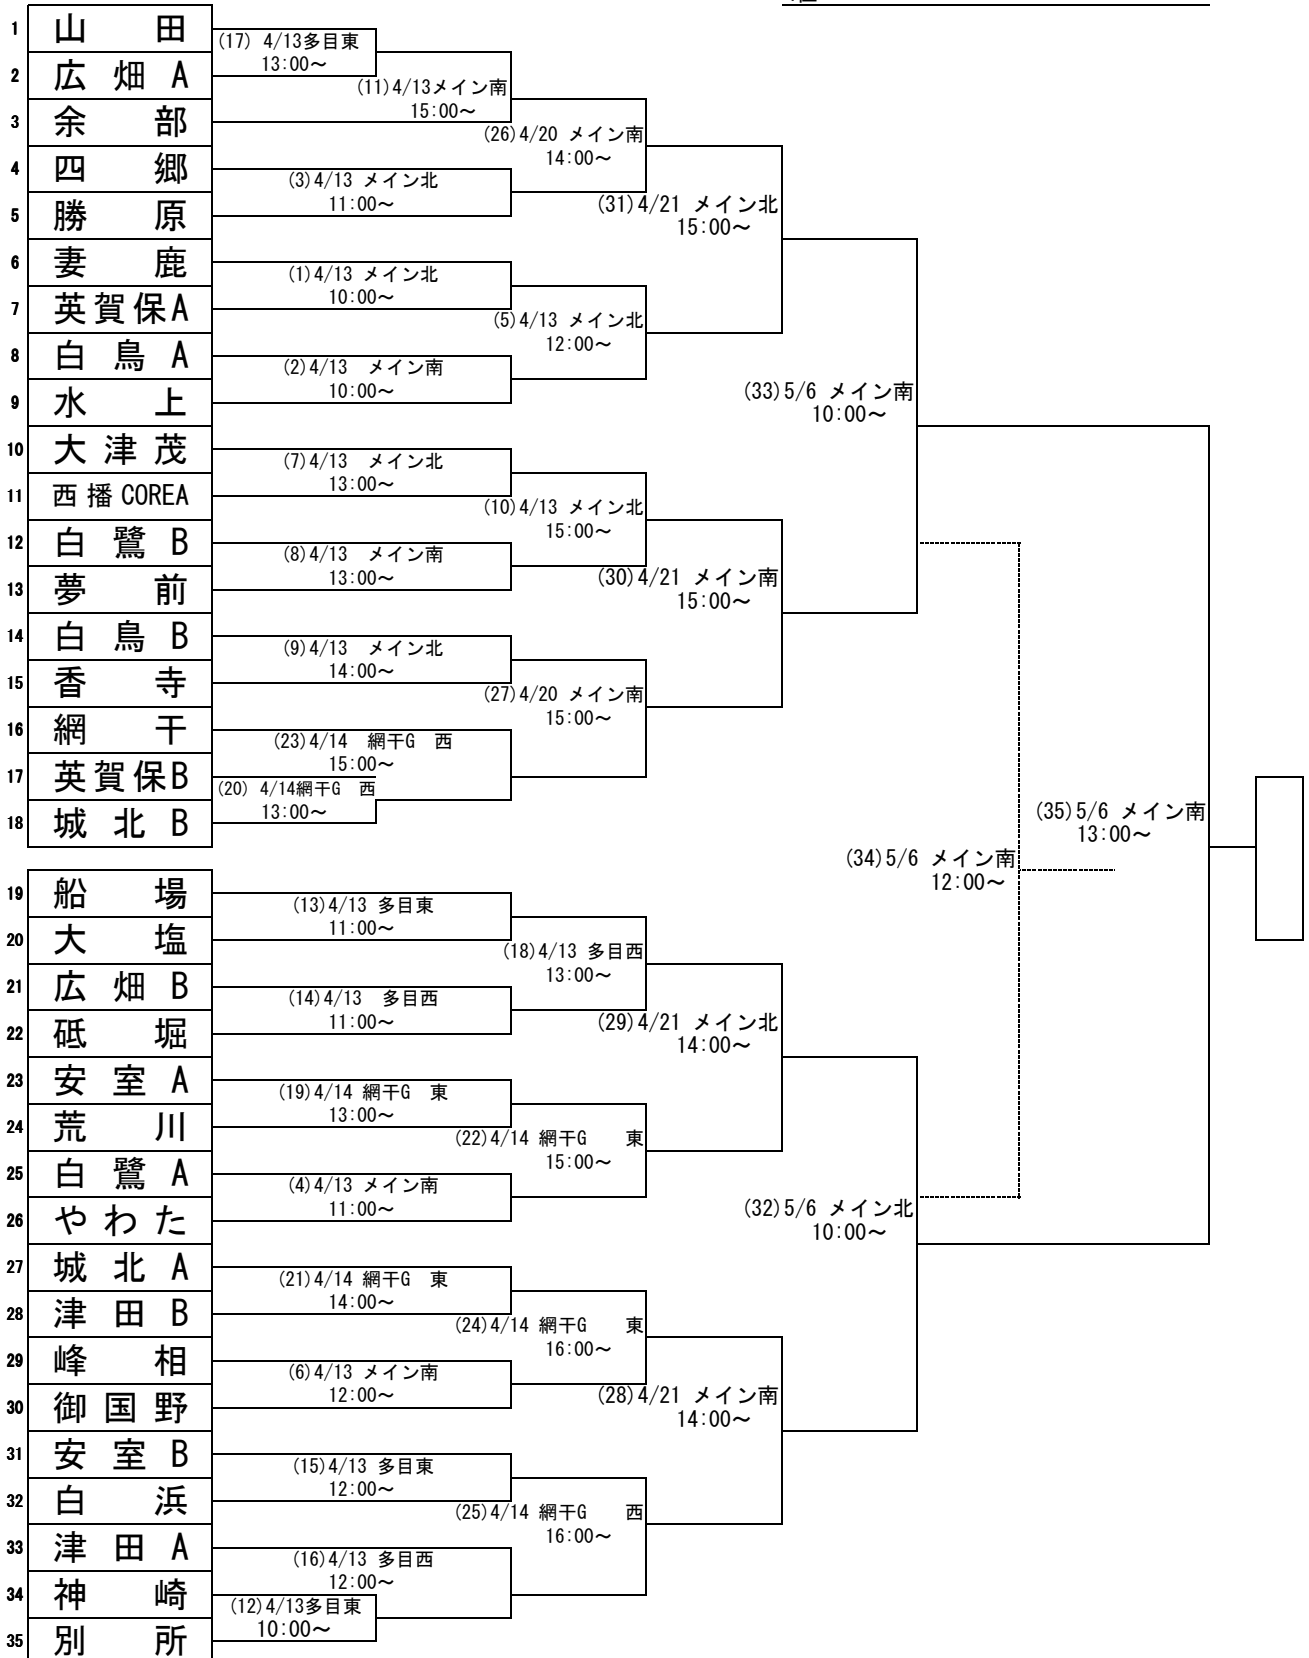 1 山田
(17) 4/13多目東
13:00～
2 広畑A
(11)4/13メイン南
15:00～
3 余部
(26)4/20 メイン南
14:00～
4 四郷
(3)4/13 メイン北
11:00～
5 勝原
(31)4/21 メイン北
15:00～
6 妻鹿
(1)4/13 メイン北
10:00～
7 英賀保A
(5)4/13 メイン北
12:00～
8 白鳥A
(2)4/13 メイン南
10:00～
9 水上
(33)5/6 メイン南
10:00～
10 大津茂
(7)4/13 メイン北
13:00～
11 西播COREA
(10)4/13 メイン北
15:00～
12 白鷺B
(8)4/13 メイン南
13:00～
13 夢前
(30)4/21 メイン南
15:00～
14 白鳥B
(9)4/13 メイン北
14:00～
15 香寺
(27)4/20 メイン南
15:00～
16 網干
(23)4/14 網干G 西
15:00～
17 英賀保B
(20) 4/14網干G 西
13:00～
18 城北B
(35)5/6 メイン南
13:00～
(34)5/6 メイン南
12:00～
19 船場
(13)4/13 多目東
11:00～
20 大塩
(18)4/13 多目西
13:00～
21 広畑B
(14)4/13 多目西
11:00～
22 砥堀
(29)4/21 メイン北
14:00～
23 安室A
(19)4/14 網干G 東
13:00～
24 荒川
(22)4/14 網干G 東
15:00～
25 白鷺A
(4)4/13 メイン南
11:00～
26 やわた
(32)5/6 メイン北
10:00～
27 城北A
(21)4/14 網干G 東
14:00～
28 津田B
(24)4/14 網干G 東
16:00～
29 峰相
(6)4/13 メイン南
12:00～
30 御国野
(28)4/21 メイン南
14:00～
31 安室B
(15)4/13 多目東
12:00～
32 白浜
(25)4/14 網干G 西
16:00～
33 津田A
(16)4/13 多目西
12:00～
34 神崎
(12)4/13多目東
10:00～
35 別所